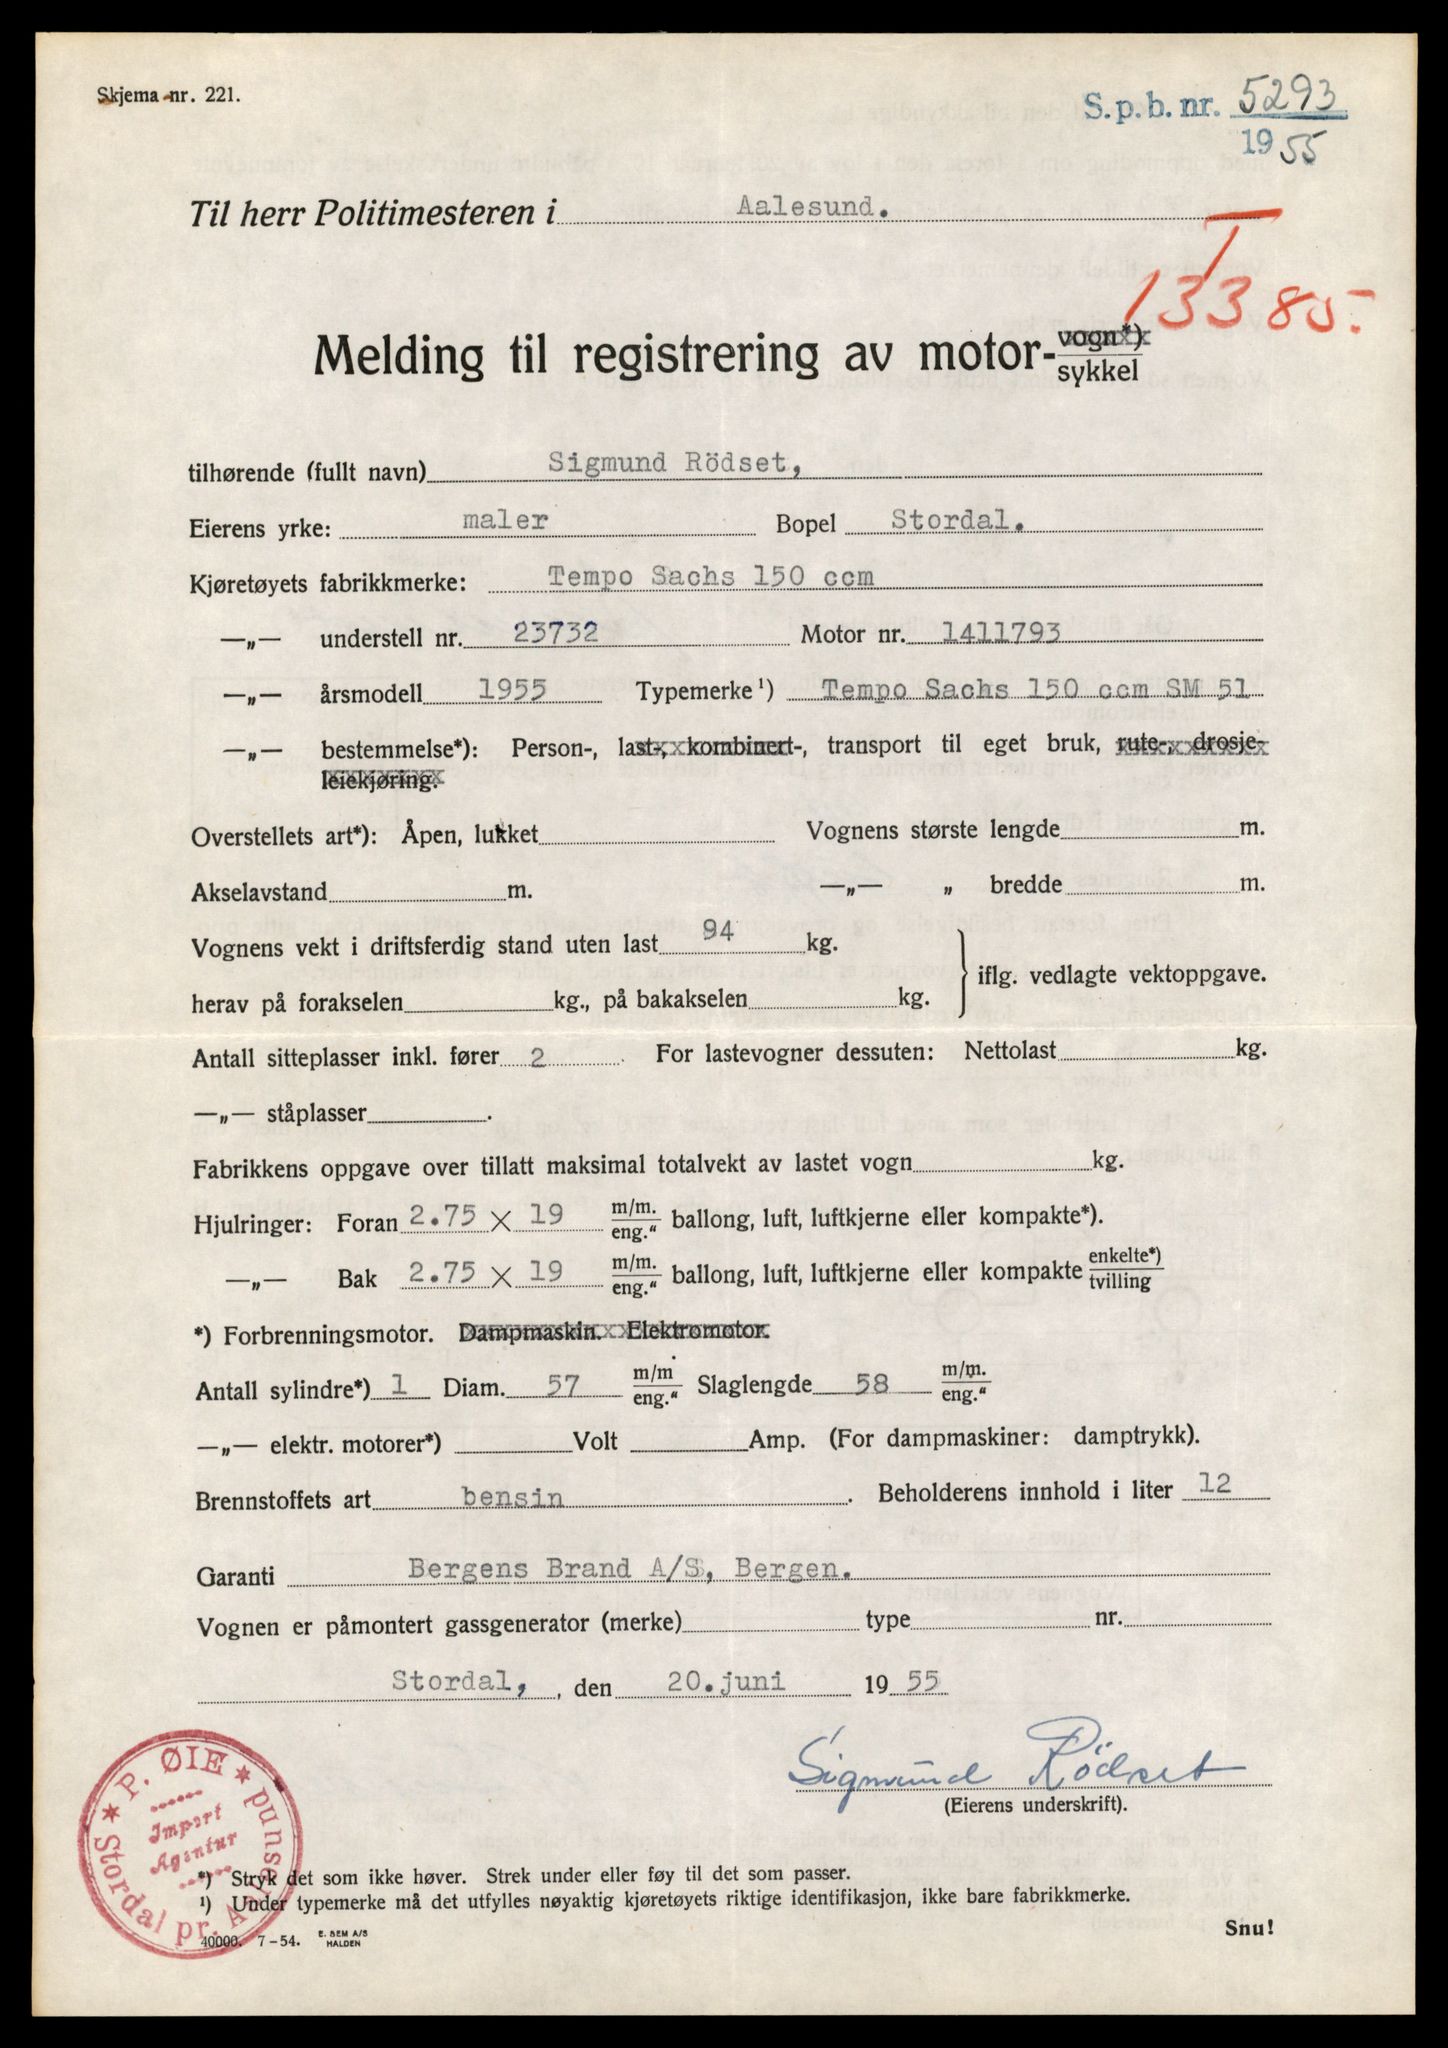 Skjema nr. 221.
S.p.b. nr. 5293
1955
Til herr Politimesteren i Aalesund.
T
13385.
Melding til registrering av motor-vogn*)
sykkel
tilhørende (fullt navn) Sigmund Rödset,
Eierens yrke: maler Bopel Stordal.
Kjøretøyets fabrikkmerke: Tempo Sachs 150 ccm
—„— understell nr. 23732 Motor nr. 1411793
—„— årsmodell 1955 Typemerke¹) Tempo Sachs 150 ccm SM 51
—„— bestemmelse*): Person-, last-, kombinert-, transport til eget bruk, rute-, drosje-
leiekjøring.
Overstellets art*): Åpen, lukket Vognens største lengde m.
Akselavstand m. —„— „ bredde m.
Vognens vekt i driftsferdig stand uten last 94 kg.
iflg. vedlagte vektoppgave.
herav på forakselen kg., på bakakselen kg.
Antall sitteplasser inkl. fører 2 For lastevogner dessuten: Nettolast kg.
—„— ståplasser .
Fabrikkens oppgave over tillatt maksimal totalvekt av lastet vogn kg.
Hjulringer: Foran 2.75 × 19 m/m. eng.“ ballong, luft, luftkjerne eller kompakte*).
—„— Bak 2.75 × 19 m/m. eng.“ ballong, luft, luftkjerne eller kompakte enkelte*) tvilling
*) Forbrenningsmotor. Dampmaskin. Elektromotor.
Antall sylindre*) 1 Diam. 57 m/m eng.“ Slaglengde 58 m/m. eng.“
—„— elektr. motorer*) Volt Amp. (For dampmaskiner: damptrykk).
Brennstoffets art bensin . Beholderens innhold i liter 12
Garanti Bergens Brand A/S, Bergen.
Vognen er påmontert gassgenerator (merke) type nr.
Stordal, , den 20. juni 1955
Sigmund Rödset
(Eierens underskrift).
P. ØIE
Import
Agentur
Stordal pr. Aalesund
*) Stryk det som ikke høver. Strek under eller føy til det som passer.
¹) Under typemerke må det utfylles nøyaktig kjøretøyets riktige identifikasjon, ikke bare fabrikkmerke.
Snu!
40000. 7–54. E. SEM A/S
HALDEN